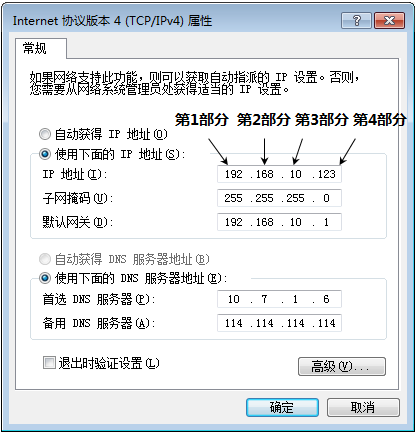 Internet 协议版本 4 (TCP/IPv4) 属性
常规
如果网络支持此功能，则可以获取自动指派的 IP 设置。否则，
您需要从网络系统管理员处获得适当的 IP 设置。
第1部分 第2部分 第3部分 第4部分
自动获得 IP 地址(O)
使用下面的 IP 地址(S):
IP 地址(I): 192 .168 . 10 .123
子网掩码(U): 255 .255 .255 . 0
默认网关(D): 192 .168 . 10 . 1
自动获得 DNS 服务器地址(B)
使用下面的 DNS 服务器地址(E):
首选 DNS 服务器(P): 10 . 7 . 1 . 6
备用 DNS 服务器(A): 114 .114 .114 .114
退出时验证设置(L)
高级(V)...
确定 取消